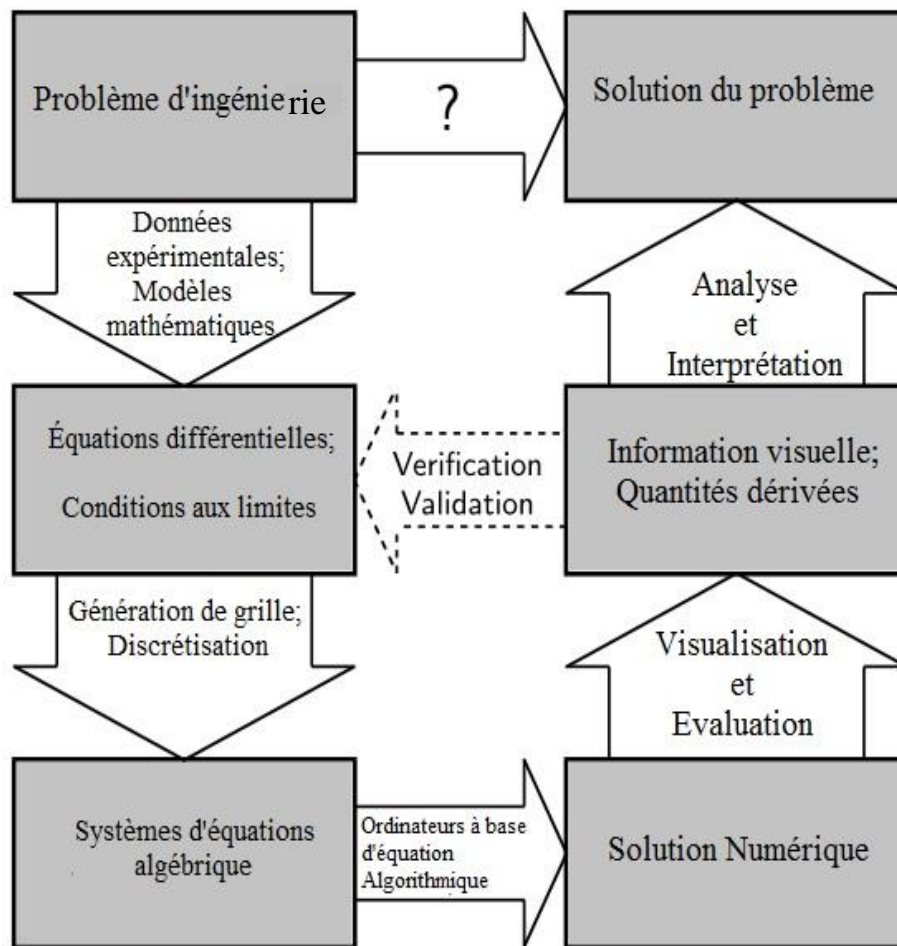 Problème d'ingénie rie
?
Solution du problème
Données
expérimentales;
Modèles
mathématiques
Analyse
et
Interprétation
Équations différentielles;
Conditions aux limites
Verification
Validation
Information visuelle;
Quantités dérivées
Génération de grille;
Discrétisation
Visualisation
et
Evaluation
Systèmes d'équations
algébrique
Ordinateurs à base
d'équation
Algorithmique
Solution Numérique